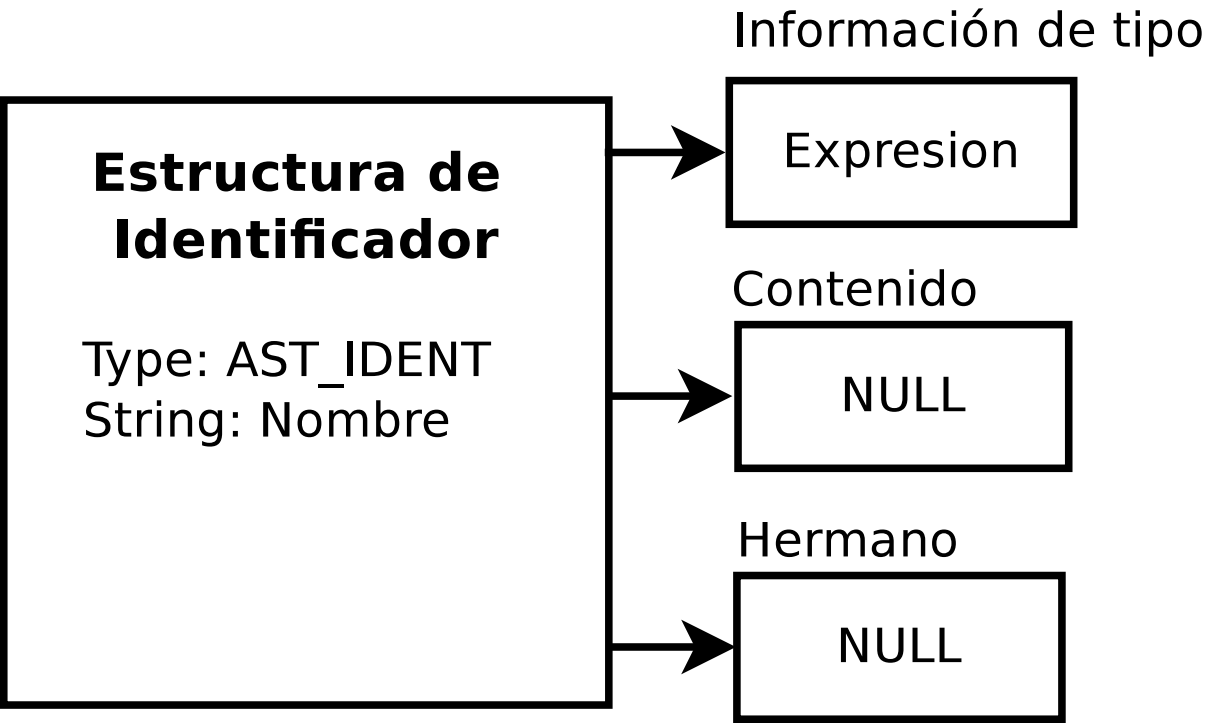 Estructura de
Identificador
Type: AST_IDENT
String: Nombre
Información de tipo
Expresion
Contenido
NULL
Hermano
NULL